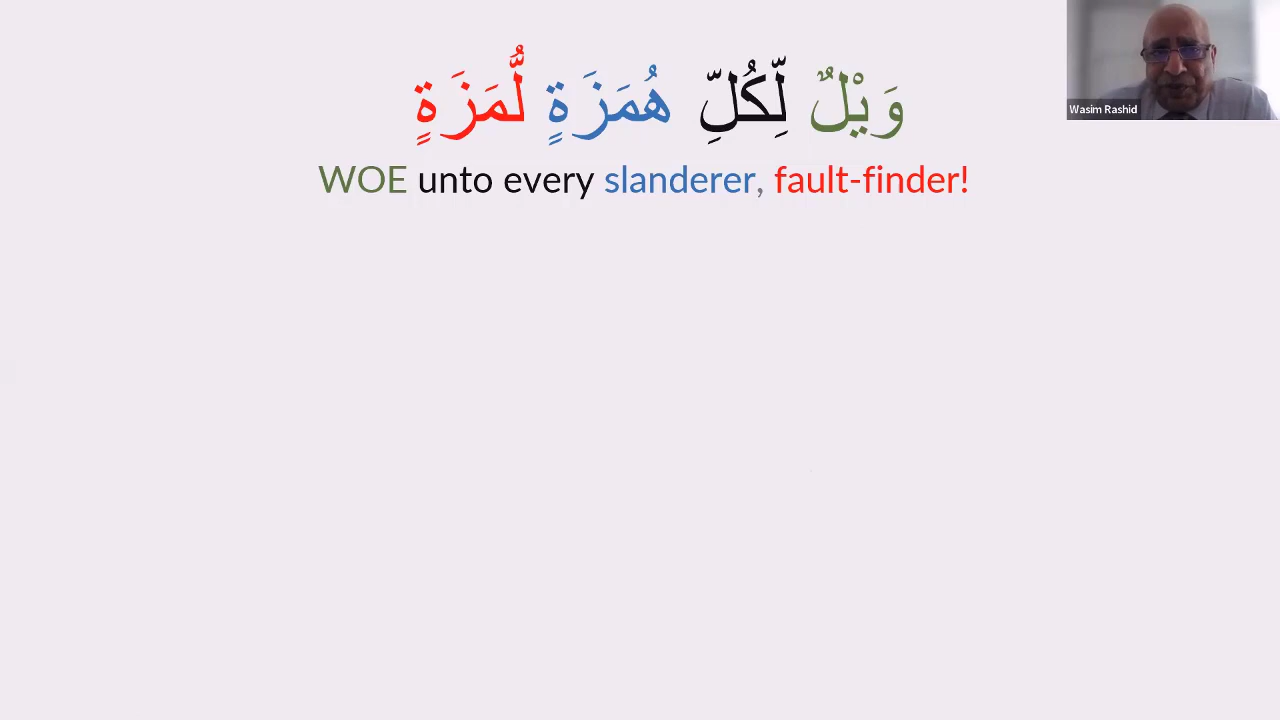 وَيْلٌ لِّكُلِّ هُمَزَةٍ لُّمَزَةٍ
WOE unto every slanderer, fault-finder!
Wasim Rashid